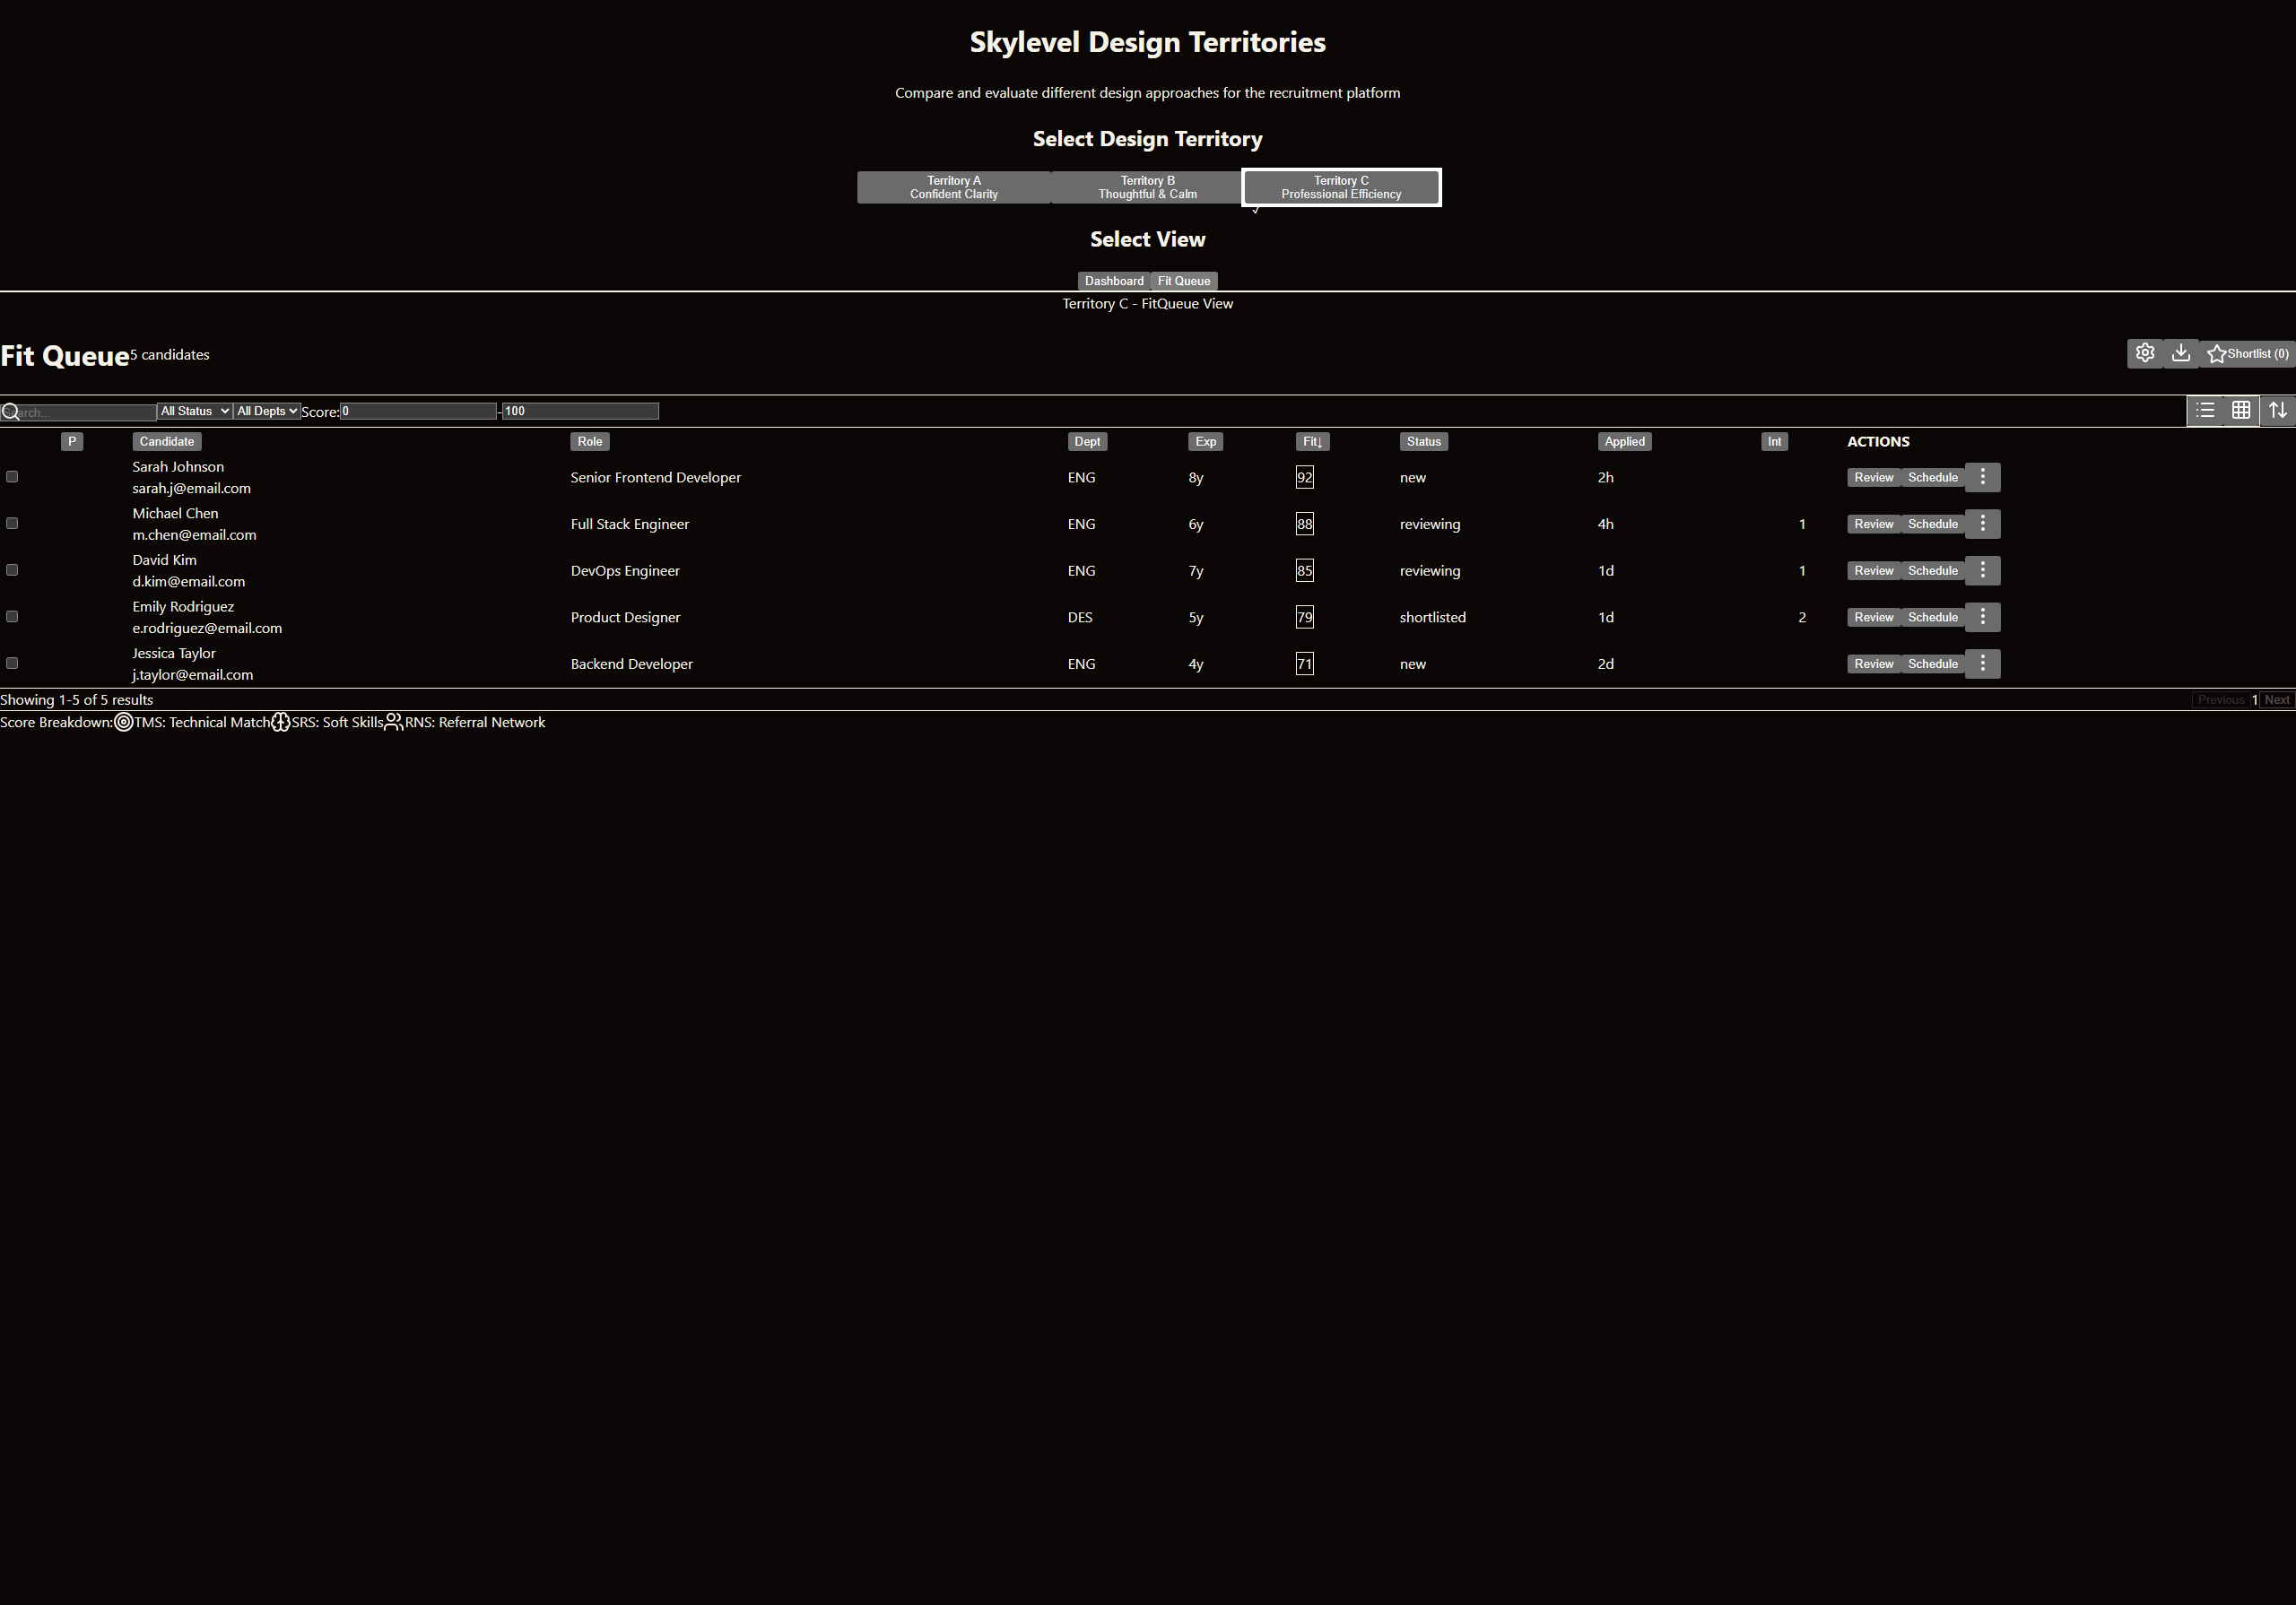 Skylevel Design Territories
Compare and evaluate different design approaches for the recruitment platform
Select Design Territory
Territory A Territory B Territory C
Confident Clarity Thoughtful & Calm Professional Efficiency
✓
Select View
Dashboard Fit Queue
Territory C - FitQueue View
Fit Queue 5 candidates Shortlist (0)
Search... All Status All Depts Score: 0 - 100
P Candidate Role Dept Exp Fit↓ Status Applied Int ACTIONS
Sarah Johnson
sarah.j@email.com
Senior Frontend Developer ENG 8y 92 new 2h Review Schedule
Michael Chen
m.chen@email.com
Full Stack Engineer ENG 6y 88 reviewing 4h 1 Review Schedule
David Kim
d.kim@email.com
DevOps Engineer ENG 7y 85 reviewing 1d 1 Review Schedule
Emily Rodriguez
e.rodriguez@email.com
Product Designer DES 5y 79 shortlisted 1d 2 Review Schedule
Jessica Taylor
j.taylor@email.com
Backend Developer ENG 4y 71 new 2d Review Schedule
Showing 1-5 of 5 results Previous 1 Next
Score Breakdown: TMS: Technical Match SRS: Soft Skills RNS: Referral Network